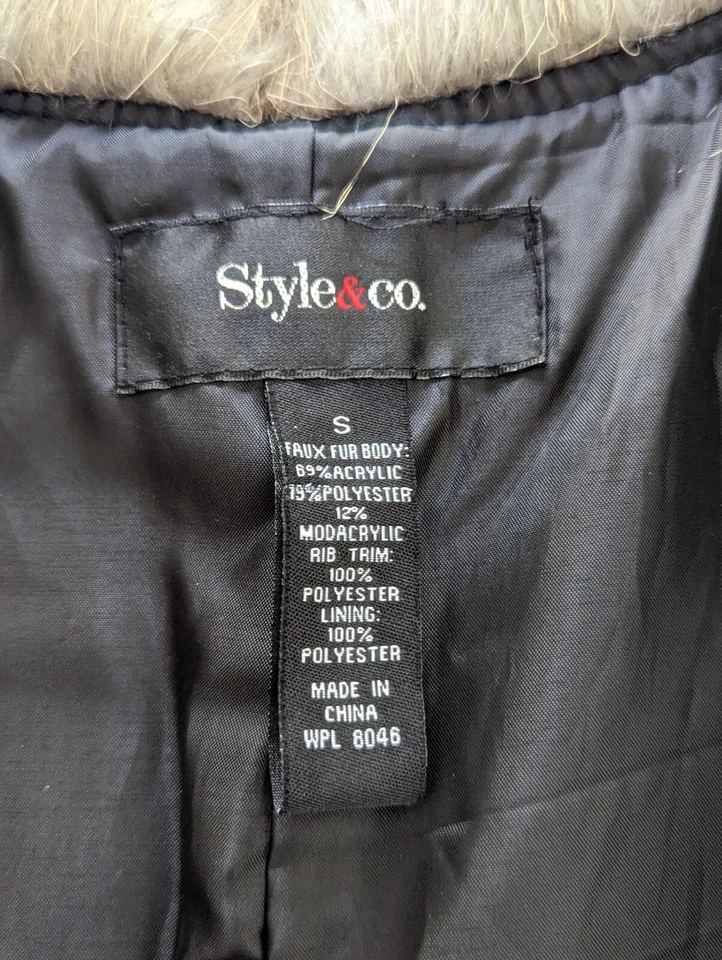 Style&co.
S
FAUX FUR BODY:
69%ACRYLIC
19%POLYESTER
12%
MODACRYLIC
RIB TRIM:
100%
POLYESTER
LINING:
100%
POLYESTER
MADE IN
CHINA
WPL 8046